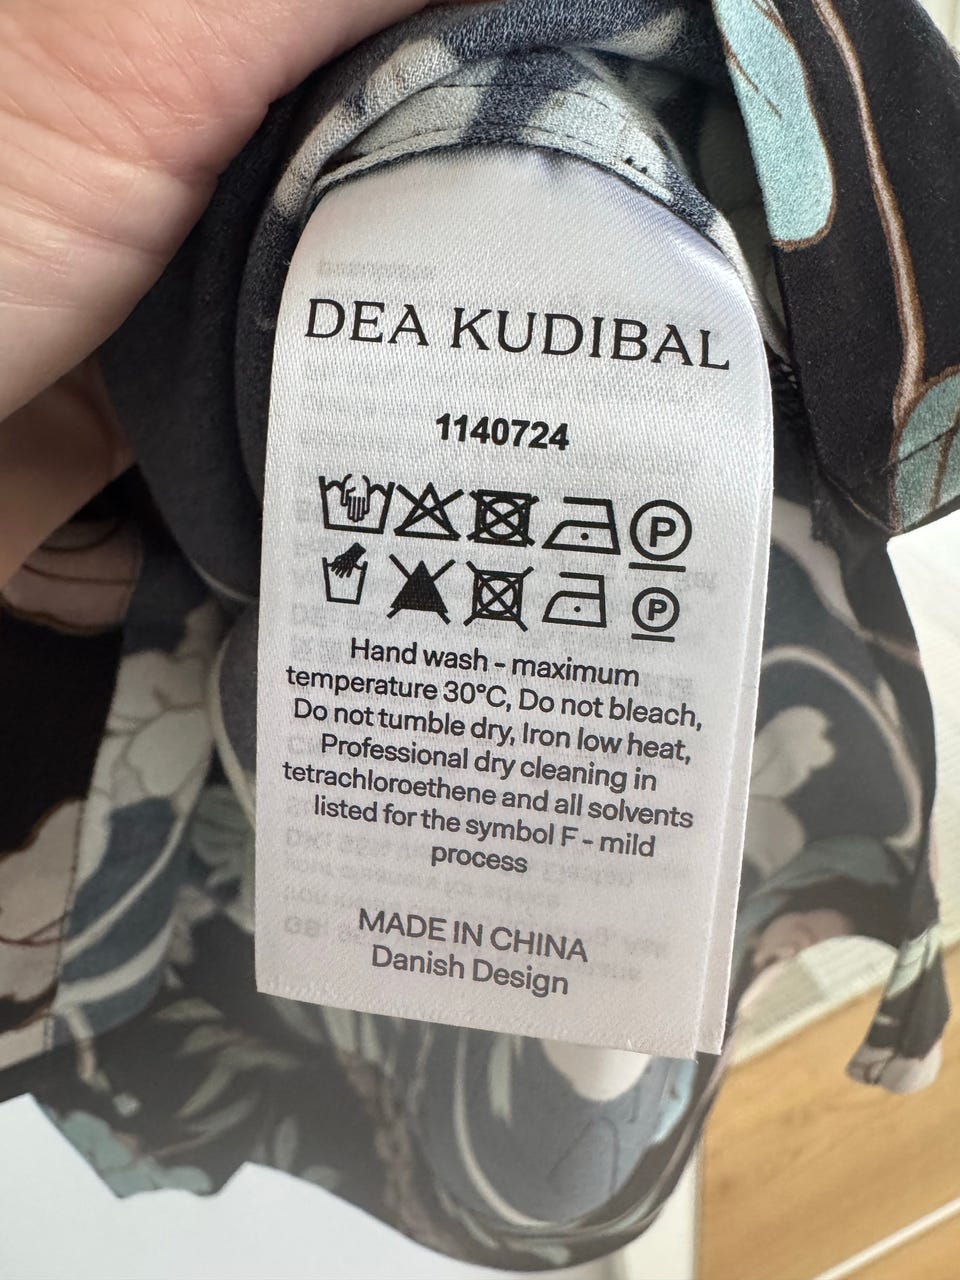 DEA KUDIBAL
1140724
P
P
Hand wash - maximum
temperature 30°C, Do not bleach,
Do not tumble dry, Iron low heat,
Professional dry cleaning in
tetrachloroethene and all solvents
listed for the symbol F - mild
process
MADE IN CHINA
Danish Design